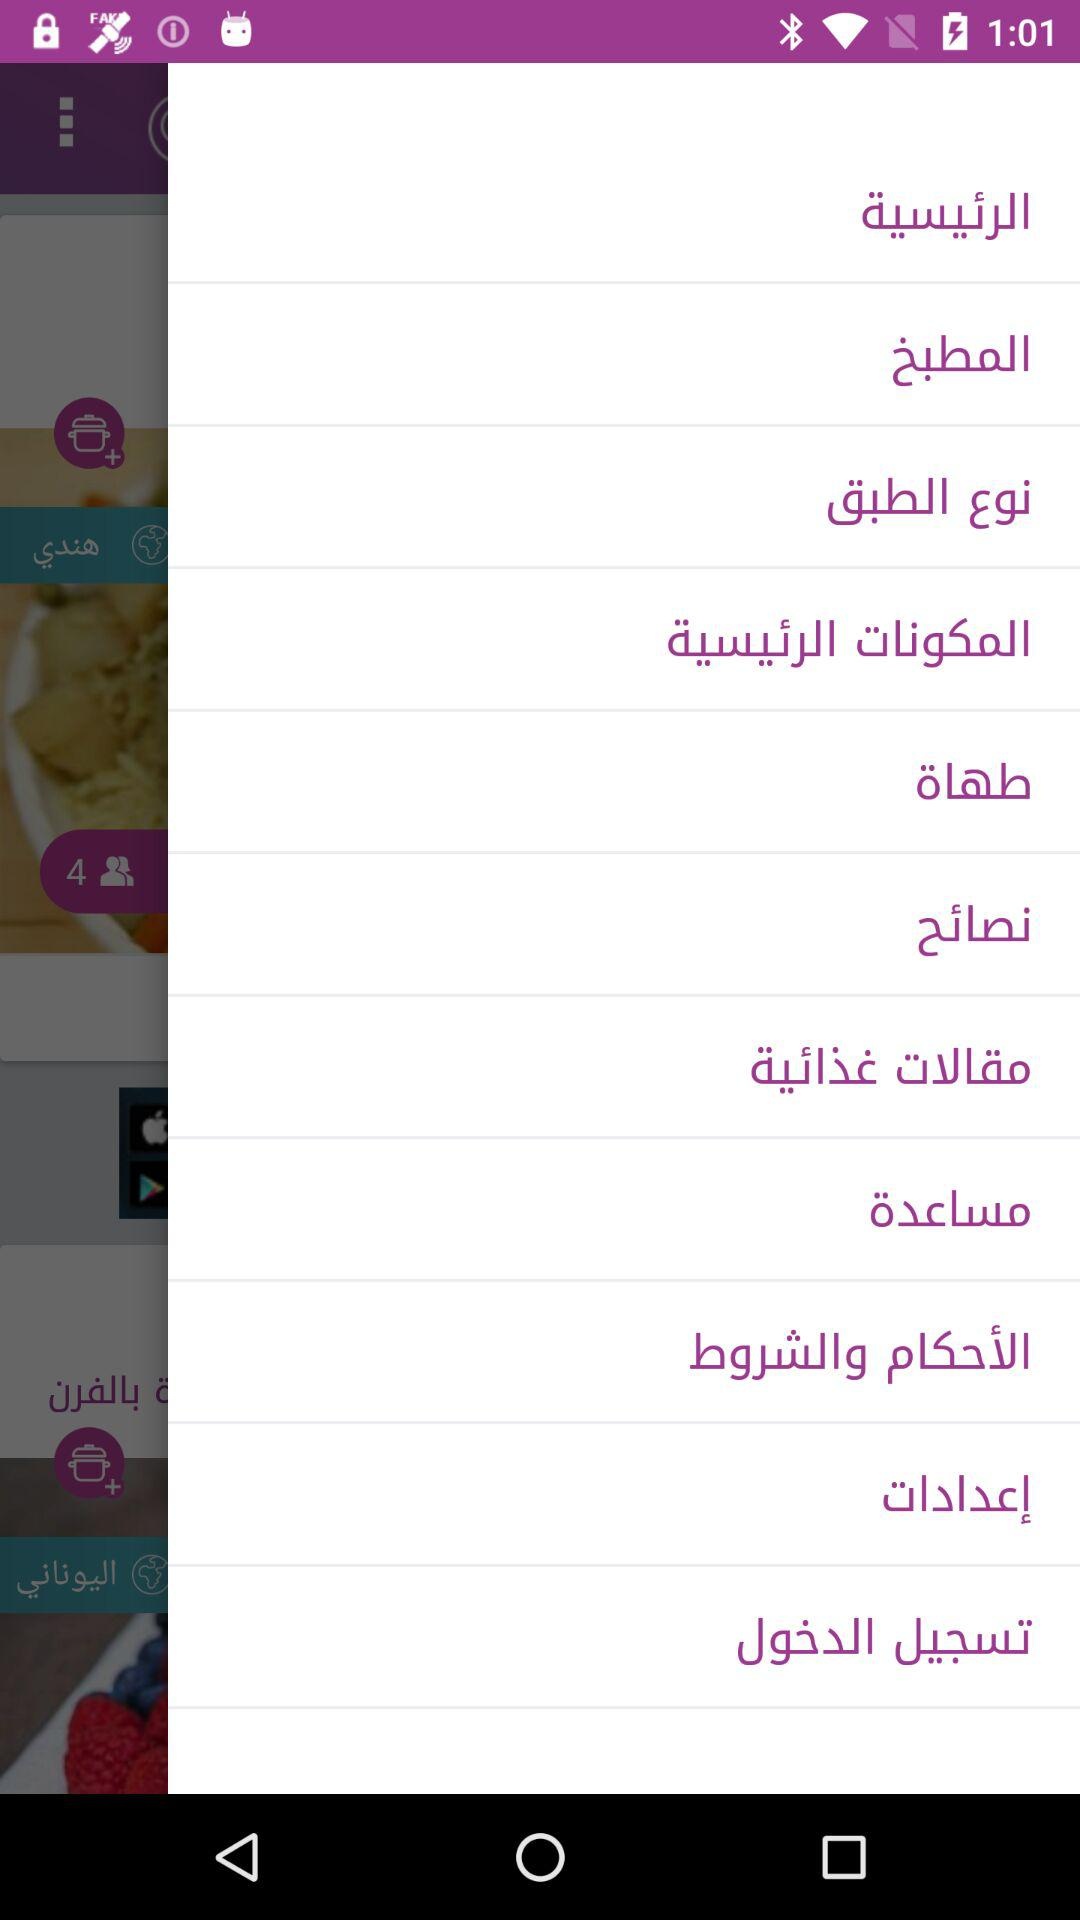 FAKE
1:01
الرئيسية
المطبخ
نوع الطبق
المكونات الرئيسية
طهاة
نصائح
مقالات غذائية
مساعدة
الأحكام والشروط
إعدادات
تسجيل الدخول
هندي
4
ة بالفرن
اليوناني